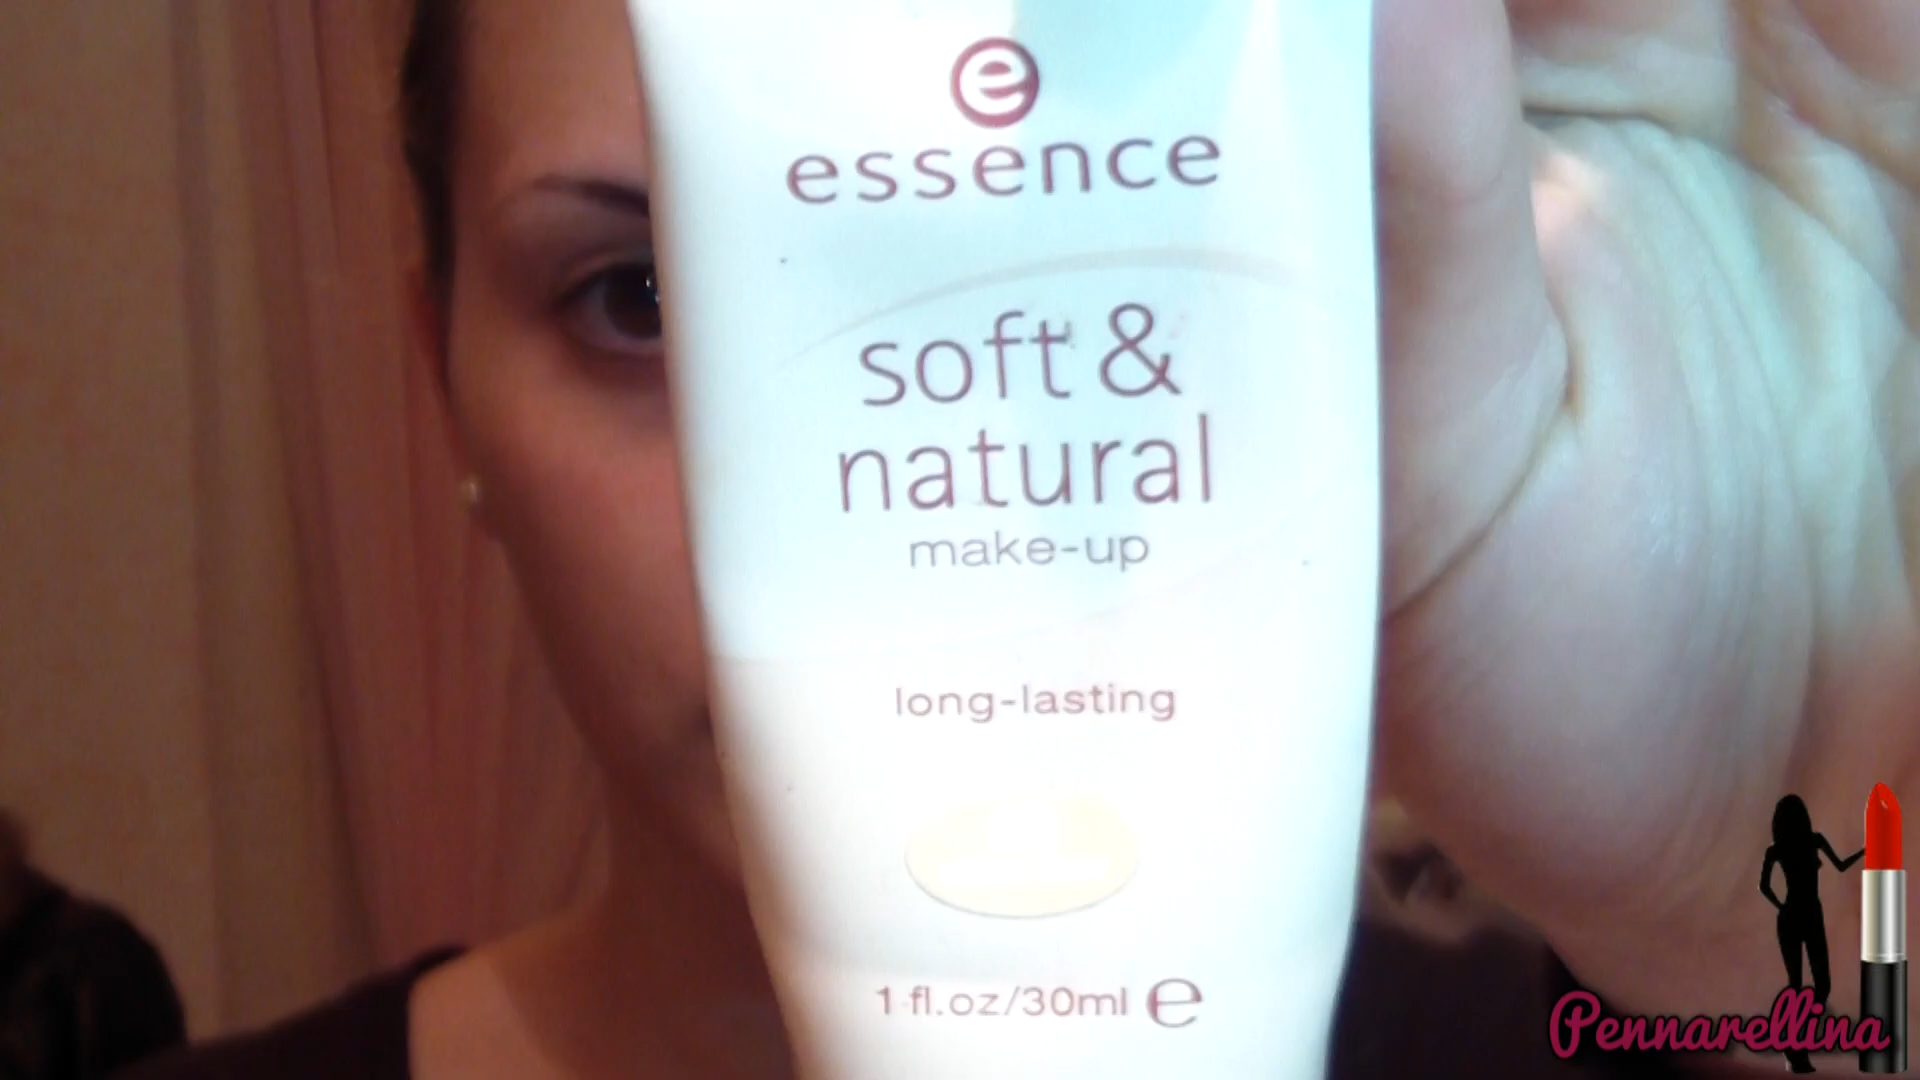 e
essence
soft &
natural
make-up
long-lasting
1 fl.oz/30ml e
Pennarellina